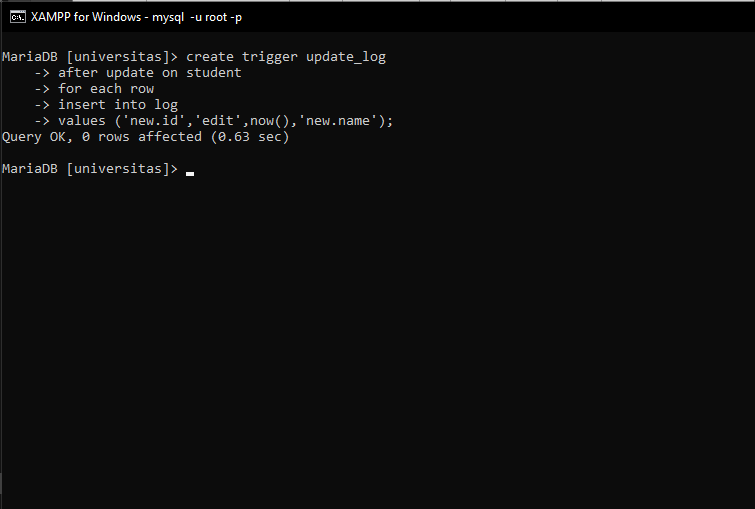 XAMPP for Windows - mysql  -u root -p
MariaDB [universitas]> create trigger update_log
    -> after update on student
    -> for each row
    -> insert into log
    -> values ('new.id','edit',now(),'new.name');
Query OK, 0 rows affected (0.63 sec)
MariaDB [universitas]>